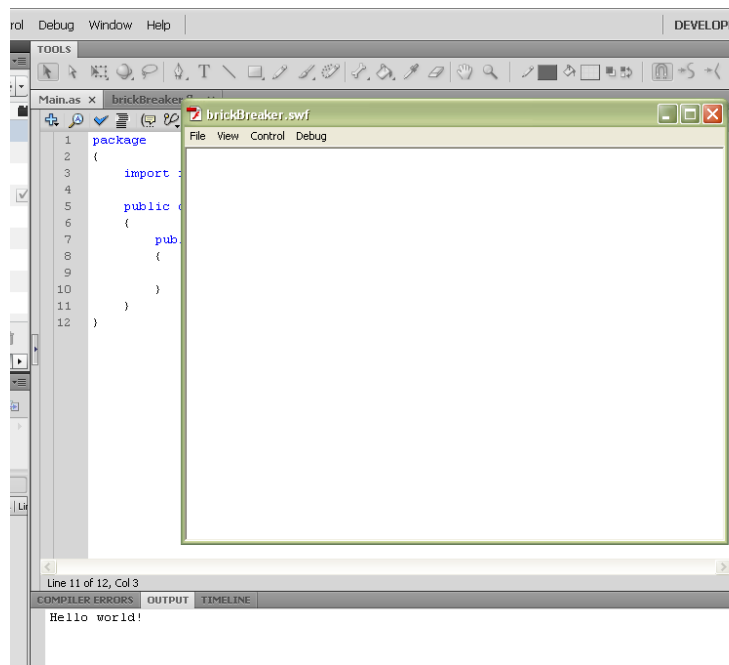 rol Debug Window Help DEVELOP
TOOLS
T
Main.as × brickBreaker
brickBreaker.swf
File View Control Debug
1 package
2 {
3 import
4
5 public
6 {
7 pub
8 {
9
10 }
11 }
12 }
Lin
Line 11 of 12, Col 3
COMPILER ERRORS OUTPUT TIMELINE
Hello world!